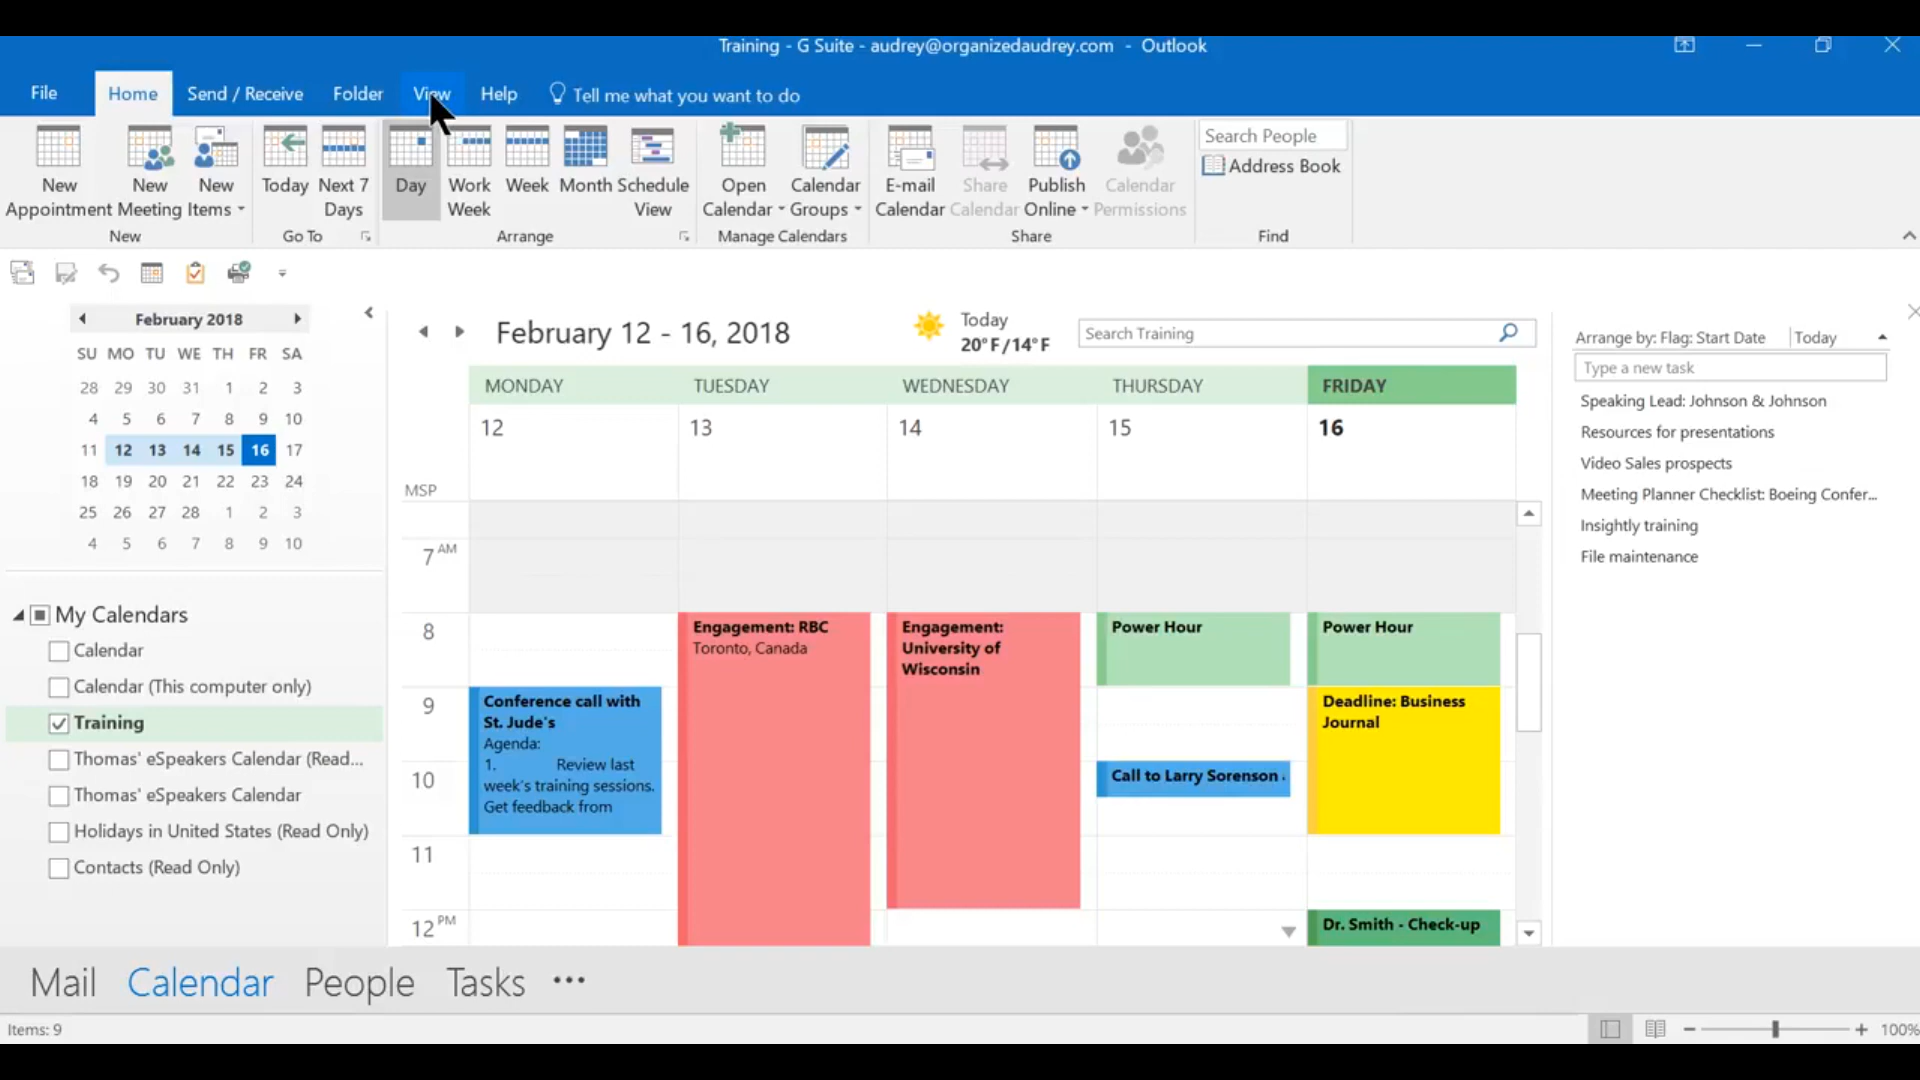 Training - G Suite - audrey@organizedaudrey.com - Outlook
File Home Send / Receive Folder View Help Tell me what you want to do
New Appointment
New Meeting
New Items
New
Today
Next 7 Days
Go To
Day
Work Week
Week
Month
Schedule View
Arrange
Open Calendar
Calendar Groups
Manage Calendars
E-mail Calendar
Share Calendar
Publish Online
Calendar Permissions
Share
Search People
Address Book
Find
February 2018
SU MO TU WE TH FR SA
28 29 30 31 1 2 3
4 5 6 7 8 9 10
11 12 13 14 15 16 17
18 19 20 21 22 23 24
25 26 27 28 1 2 3
4 5 6 7 8 9 10
My Calendars
Calendar
Calendar (This computer only)
Training
Thomas' eSpeakers Calendar (Read...
Thomas' eSpeakers Calendar
Holidays in United States (Read Only)
Contacts (Read Only)
February 12 - 16, 2018
Today
20°F/14°F
Search Training
MONDAY TUESDAY WEDNESDAY THURSDAY FRIDAY
12 13 14 15 16
MSP
7 AM
8
9
10
11
12 PM
Conference call with
St. Jude's
Agenda:
1. Review last
week's training sessions.
Get feedback from
Engagement: RBC
Toronto, Canada
Engagement:
University of
Wisconsin
Power Hour
Call to Larry Sorenson
Power Hour
Deadline: Business
Journal
Dr. Smith - Check-up
Arrange by: Flag: Start Date Today
Type a new task
Speaking Lead: Johnson & Johnson
Resources for presentations
Video Sales prospects
Meeting Planner Checklist: Boeing Confer...
Insightly training
File maintenance
Mail Calendar People Tasks ...
Items: 9
100%